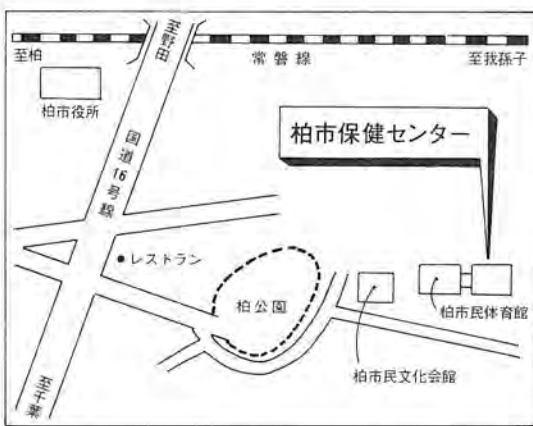 至野田
至柏
常磐線
至我孫子
柏市役所
国道16号線
柏市保健センター
レストラン
柏公園
柏市民体育館
柏市民文化会館
至千葉